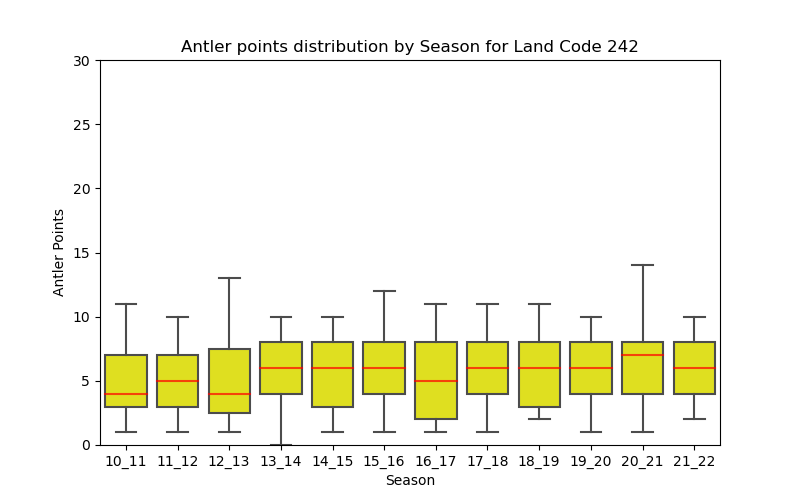 Antler points distribution by Season for Land Code 242
30
25
20
15
10
5
0
Antler Points
10_11 11_12 12_13 13_14 14_15 15_16 16_17 17_18 18_19 19_20 20_21 21_22
Season